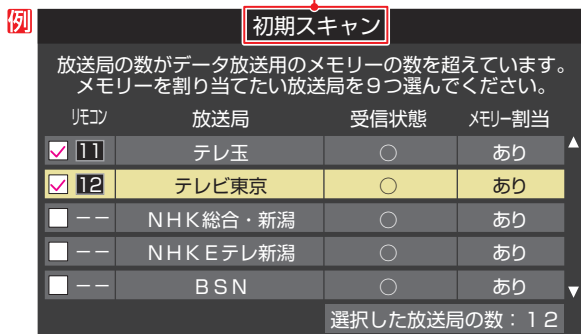 例
初期スキャン
放送局の数がデータ放送用のメモリーの数を超えています。
メモリーを割り当てたい放送局を9つ選んでください。
リモコン 放送局 受信状態 メモリー割当
11 テレ玉 ○ あり
12 テレビ東京 ○ あり
−− NHK総合・新潟 ○ あり
−− NHKEテレ新潟 ○ あり
−− BSN ○ あり
選択した放送局の数：12